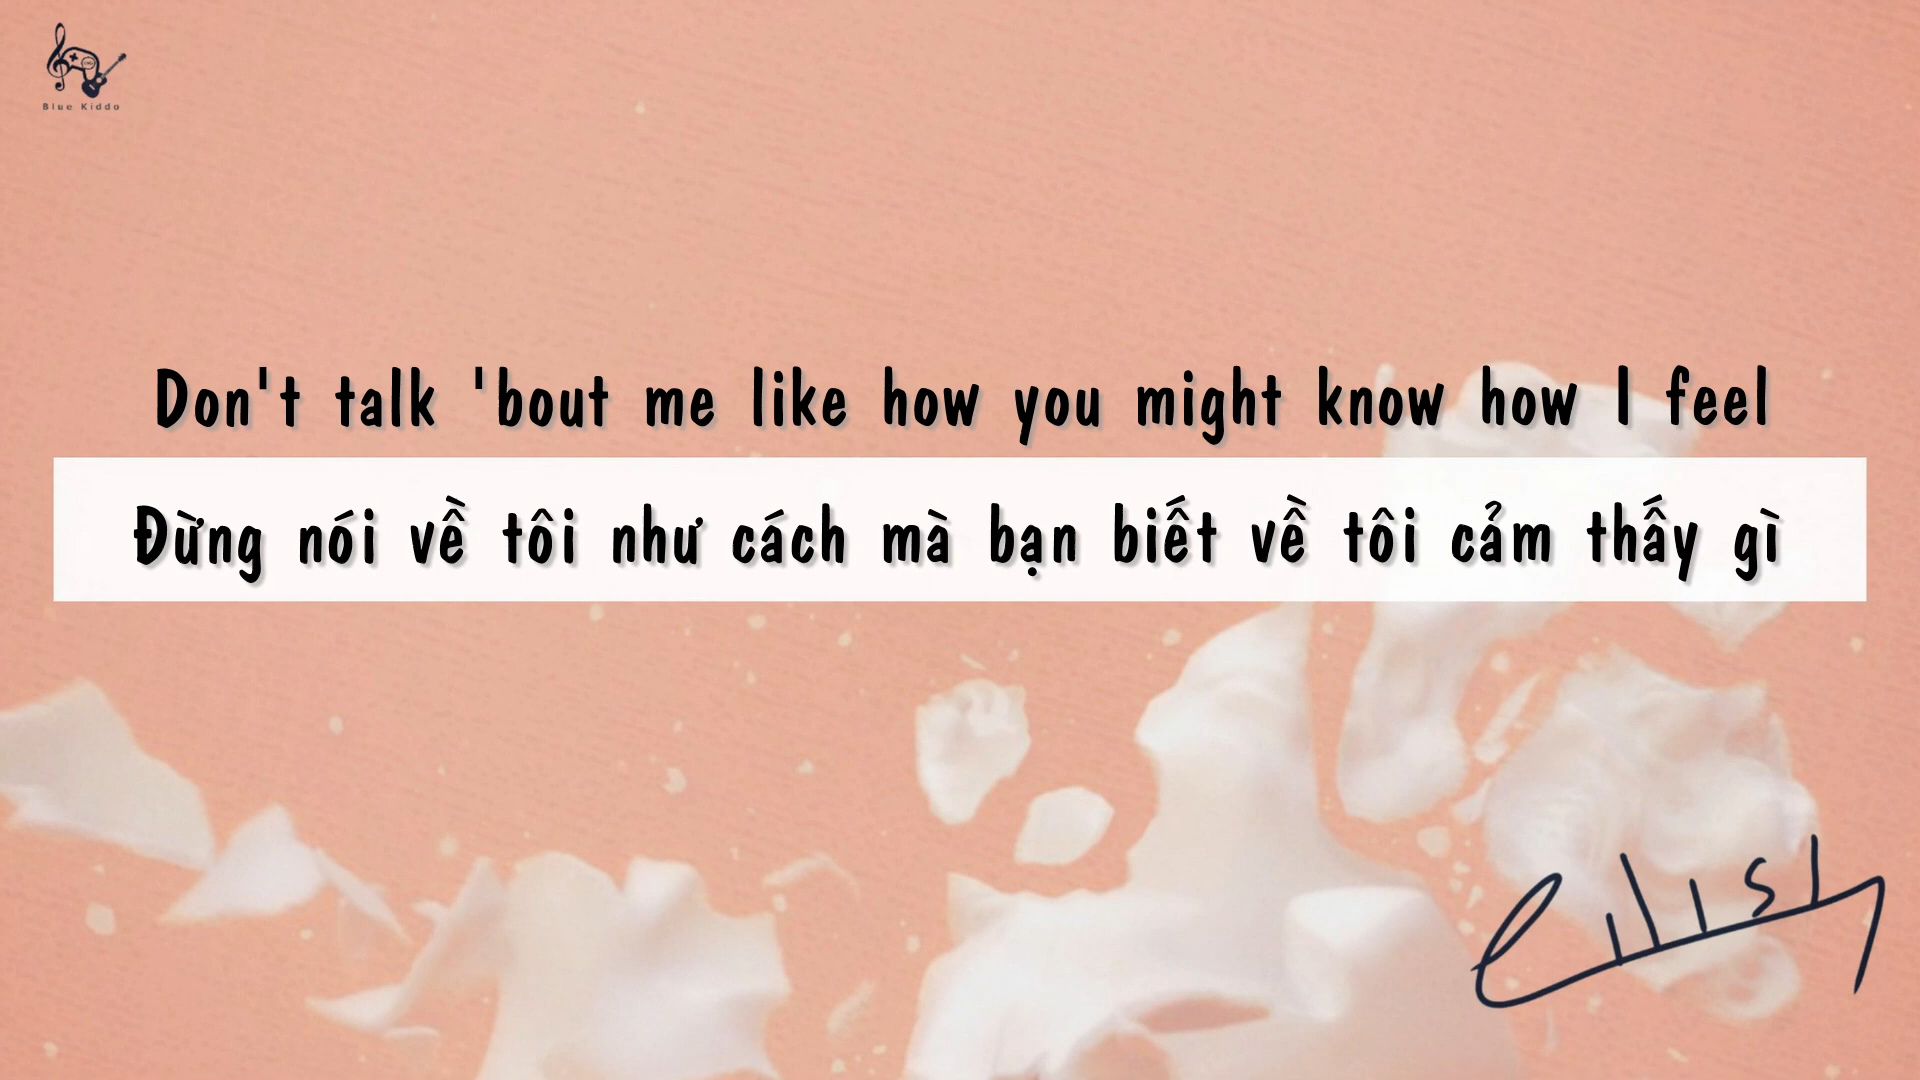 Blue Kiddo
Don't talk 'bout me like how you might know how I feel
Đừng nói về tôi như cách mà bạn biết về tôi cảm thấy gì
eilish